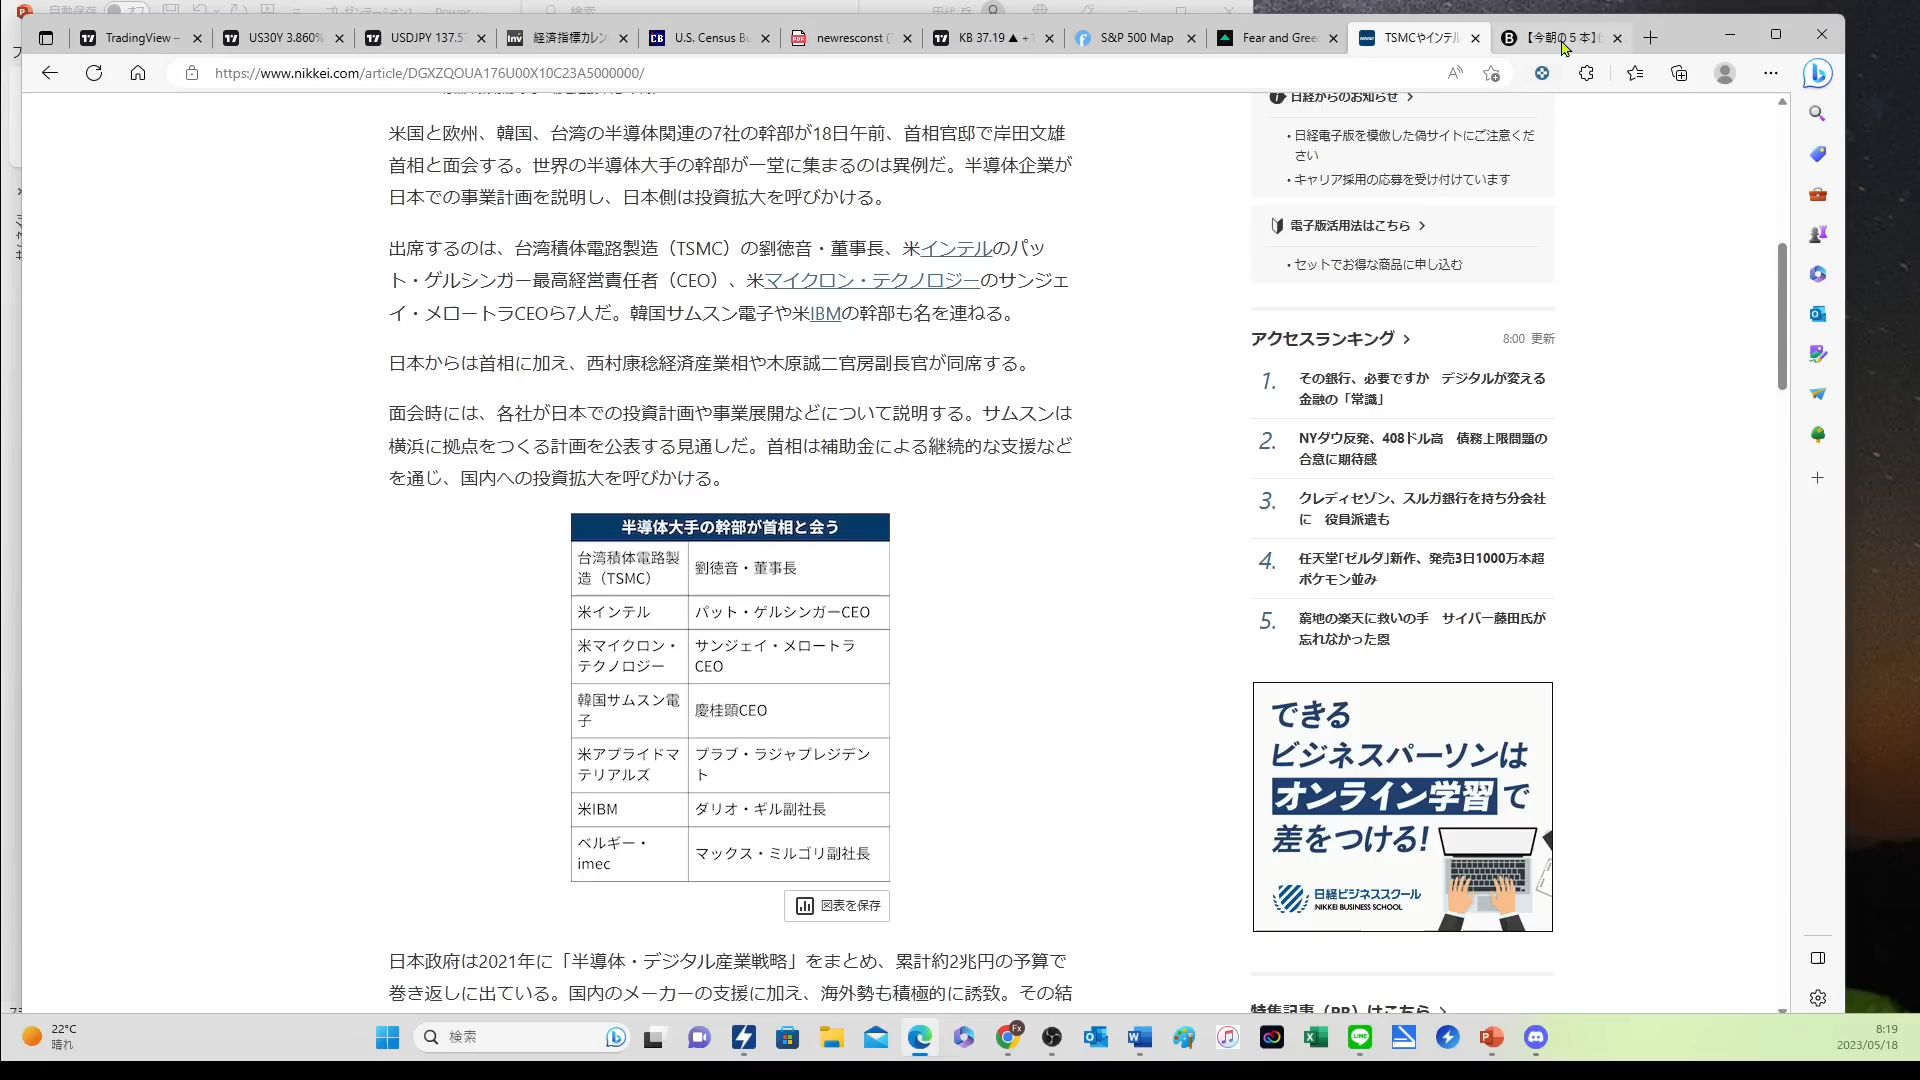 TradingView –
US30Y 3.860%
USDJPY 137.5
経済指標カレン
U.S. Census B
newresconst (
KB 37.19 ▲ +1
S&P 500 Map
Fear and Gree
TSMCやインテル
【今朝の５本】
https://www.nikkei.com/article/DGXZQOUA176U00X10C23A5000000/
米国と欧州、韓国、台湾の半導体関連の7社の幹部が18日午前、首相官邸で岸田文雄
首相と面会する。世界の半導体大手の幹部が一堂に集まるのは異例だ。半導体企業が
日本での事業計画を説明し、日本側は投資拡大を呼びかける。
出席するのは、台湾積体電路製造（TSMC）の劉徳音・董事長、米インテルのパッ
ト・ゲルシンガー最高経営責任者（CEO）、米マイクロン・テクノロジーのサンジェ
イ・メロートラCEOら7人だ。韓国サムスン電子や米IBMの幹部も名を連ねる。
日本からは首相に加え、西村康稔経済産業相や木原誠二官房副長官が同席する。
面会時には、各社が日本での投資計画や事業展開などについて説明する。サムスンは
横浜に拠点をつくる計画を公表する見通しだ。首相は補助金による継続的な支援など
を通じ、国内への投資拡大を呼びかける。
半導体大手の幹部が首相と会う
台湾積体電路製
造（TSMC）
劉徳音・董事長
米インテル
パット・ゲルシンガーCEO
米マイクロン・
テクノロジー
サンジェイ・メロートラ
CEO
韓国サムスン電
子
慶桂顕CEO
米アプライドマ
テリアルズ
プラブ・ラジャプレジデン
ト
米IBM
ダリオ・ギル副社長
ベルギー・
imec
マックス・ミルゴリ副社長
図表を保存
日本政府は2021年に「半導体・デジタル産業戦略」をまとめ、累計約2兆円の予算で
巻き返しに出ている。国内のメーカーの支援に加え、海外勢も積極的に誘致。その結
日経からのお知らせ
・日経電子版を模倣した偽サイトにご注意くだ
さい
・キャリア採用の応募を受け付けています
電子版活用法はこちら
・セットでお得な商品に申し込む
アクセスランキング
8:00 更新
1. その銀行、必要ですか　デジタルが変える
金融の「常識」
2. NYダウ反発、408ドル高　債務上限問題の
合意に期待感
3. クレディセゾン、スルガ銀行を持ち分会社
に　役員派遣も
4. 任天堂｢ゼルダ｣新作、発売3日1000万本超
ポケモン並み
5. 窮地の楽天に救いの手　サイバー藤田氏が
忘れなかった恩
できる
ビジネスパーソンは
オンライン学習で
差をつける!
日経ビジネススクール
NIKKEI BUSINESS SCHOOL
特集記事（PR）はこちら
22°C
晴れ
検索
8:19
2023/05/18